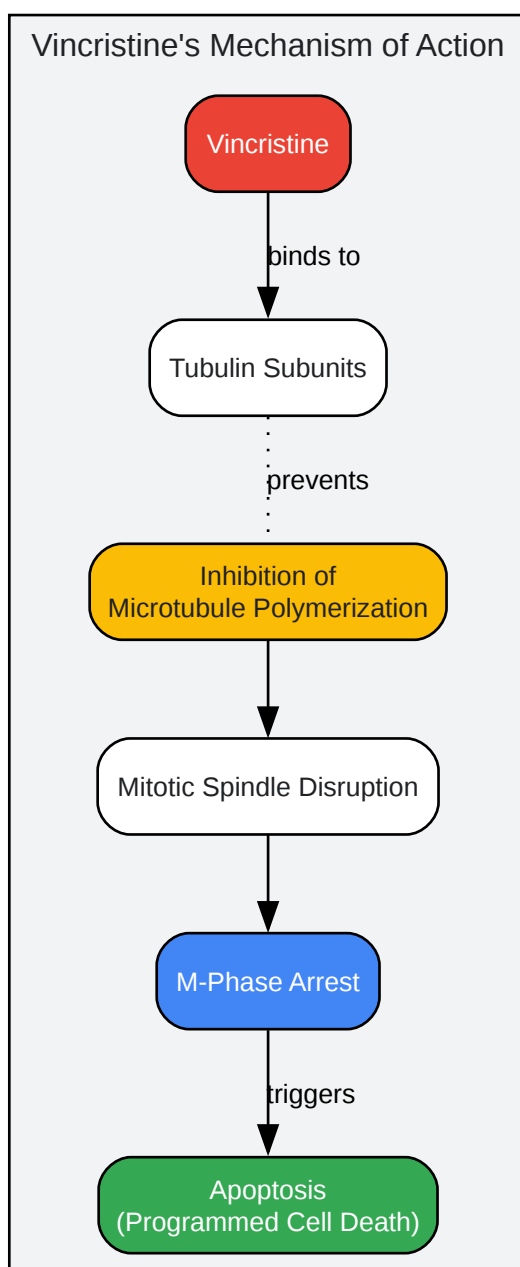 Vincristine's Mechanism of Action
Vincristine
binds to
Tubulin Subunits
prevents
Inhibition of
Microtubule Polymerization
Mitotic Spindle Disruption
M-Phase Arrest
triggers
Apoptosis
(Programmed Cell Death)